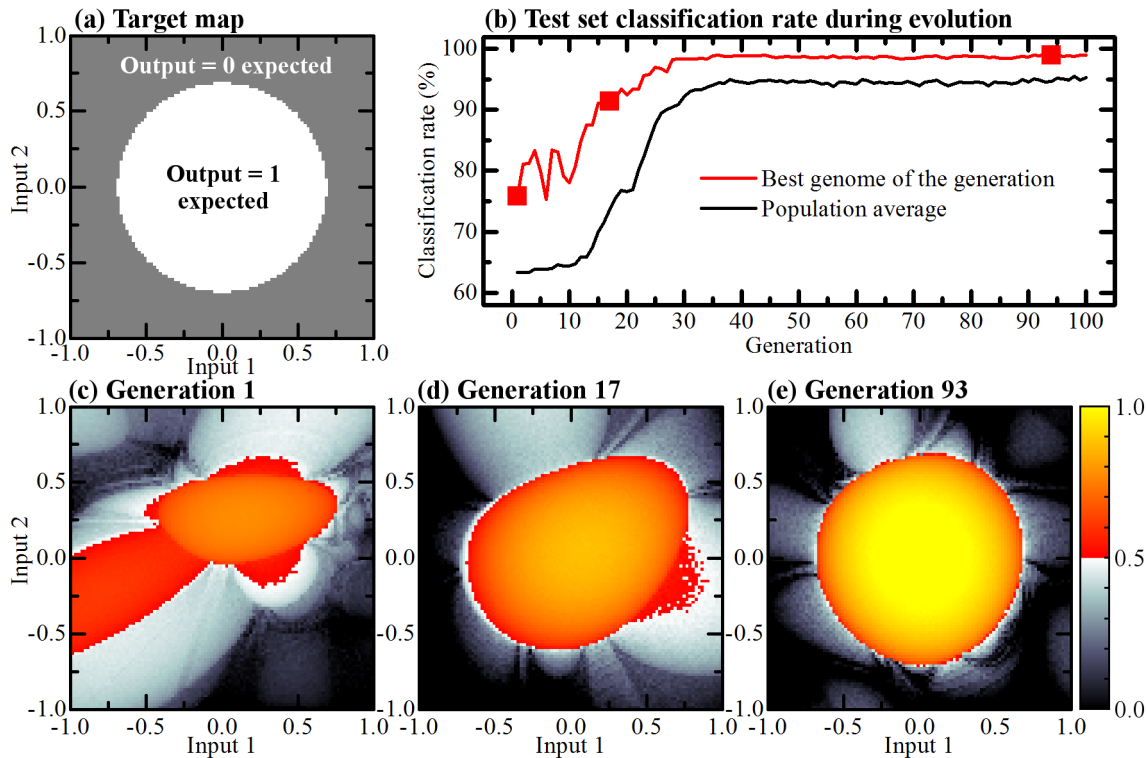 (a) Target map
1.0
0.5
0.0
-0.5
-1.0
Input 2
Output = 0 expected
Output = 1
expected
-1.0 -0.5 0.0 0.5 1.0
Input 1
(b) Test set classification rate during evolution
100
90
80
70
60
Classification rate (%)
Best genome of the generation
Population average
0 10 20 30 40 50 60 70 80 90 100
Generation
(c) Generation 1
1.0
0.5
0.0
-0.5
-1.0
Input 2
-1.0 -0.5 0.0 0.5 1.0
Input 1
(d) Generation 17
1.0
0.5
0.0
-0.5
-1.0
-1.0 -0.5 0.0 0.5 1.0
Input 1
(e) Generation 93
1.0
0.5
0.0
-0.5
-1.0
-1.0 -0.5 0.0 0.5 1.0
Input 1
1.0
0.5
0.0